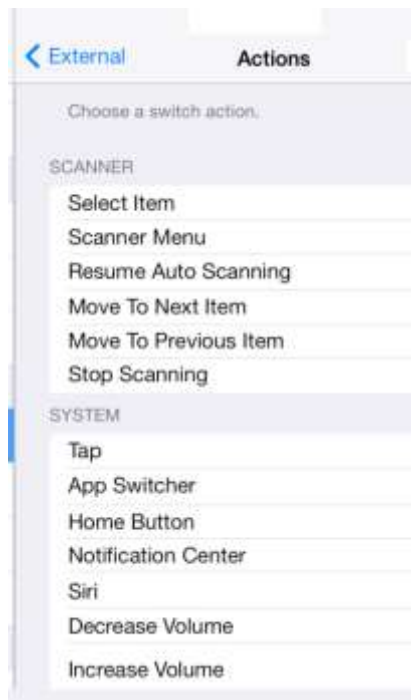 External
Actions
Choose a switch action.
SCANNER
Select Item
Scanner Menu
Resume Auto Scanning
Move To Next Item
Move To Previous Item
Stop Scanning
SYSTEM
Tap
App Switcher
Home Button
Notification Center
Siri
Decrease Volume
Increase Volume